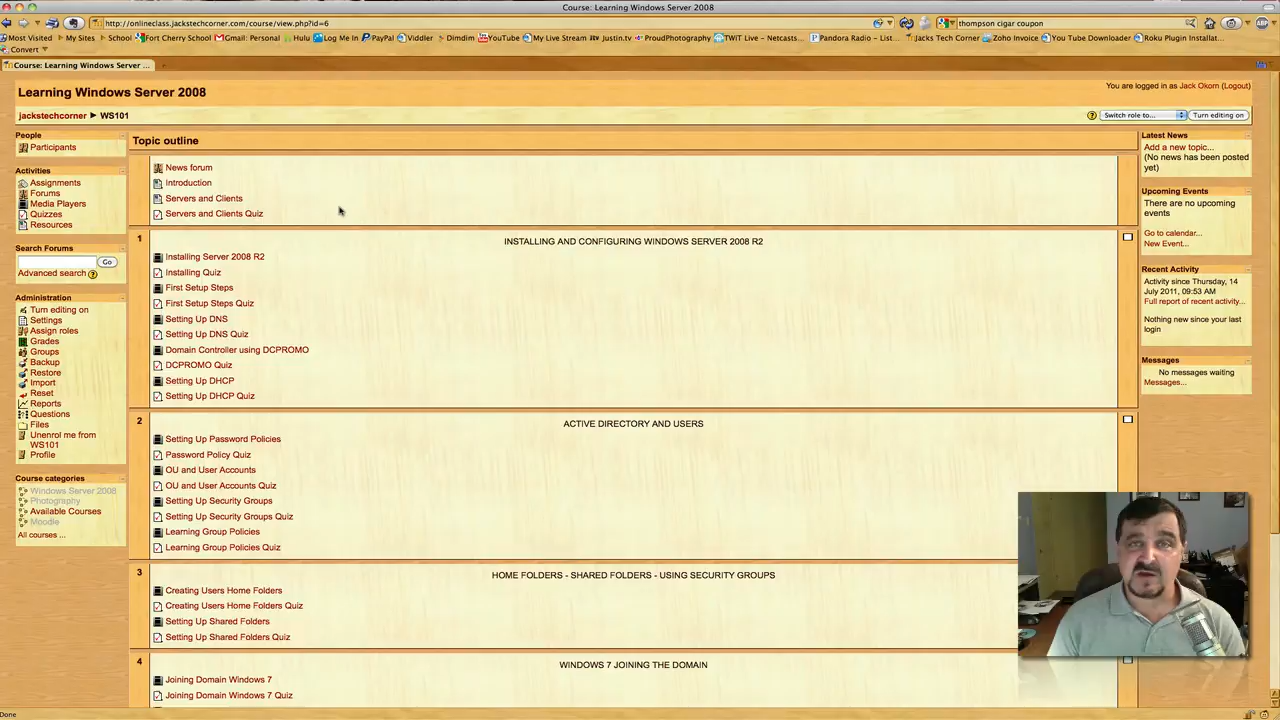 Course: Learning Windows Server 2008
http://onlineclass.jackstechcorner.com/course/view.php?id=6
thompson cigar coupon
Most Visited My Sites School Fort Cherry School Gmail: Personal Hulu Log Me In PayPal Viddler Dimdim YouTube My Live Stream Justin.tv ProudPhotography TWiT Live - Netcasts... Pandora Radio - List... Jacks Tech Corner Zoho Invoice You Tube Downloader Roku Plugin Installat...
Convert
Course: Learning Windows Server ...
Learning Windows Server 2008
You are logged in as Jack Okorn (Logout)
jackstechcorner ► WS101
Switch role to...
Turn editing on
People
Participants
Activities
Assignments
Forums
Media Players
Quizzes
Resources
Search Forums
Go
Advanced search
Administration
Turn editing on
Settings
Assign roles
Grades
Groups
Backup
Restore
Import
Reset
Reports
Questions
Files
Unenrol me from
WS101
Profile
Course categories
Windows Server 2008
Photography
Available Courses
Moodle
All courses ...
Topic outline
News forum
Introduction
Servers and Clients
Servers and Clients Quiz
1
INSTALLING AND CONFIGURING WINDOWS SERVER 2008 R2
Installing Server 2008 R2
Installing Quiz
First Setup Steps
First Setup Steps Quiz
Setting Up DNS
Setting Up DNS Quiz
Domain Controller using DCPROMO
DCPROMO Quiz
Setting Up DHCP
Setting Up DHCP Quiz
2
ACTIVE DIRECTORY AND USERS
Setting Up Password Policies
Password Policy Quiz
OU and User Accounts
OU and User Accounts Quiz
Setting Up Security Groups
Setting Up Security Groups Quiz
Learning Group Policies
Learning Group Policies Quiz
3
HOME FOLDERS - SHARED FOLDERS - USING SECURITY GROUPS
Creating Users Home Folders
Creating Users Home Folders Quiz
Setting Up Shared Folders
Setting Up Shared Folders Quiz
4
WINDOWS 7 JOINING THE DOMAIN
Joining Domain Windows 7
Joining Domain Windows 7 Quiz
Latest News
Add a new topic...
(No news has been posted
yet)
Upcoming Events
There are no upcoming
events
Go to calendar...
New Event...
Recent Activity
Activity since Thursday, 14
July 2011, 09:53 AM
Full report of recent activity...
Nothing new since your last
login
Messages
No messages waiting
Messages...
Done